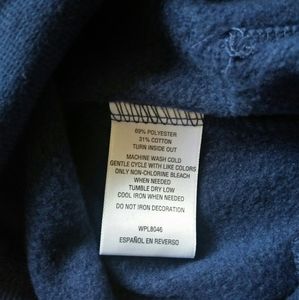 69% POLYESTER
31% COTTON
TURN INSIDE OUT
MACHINE WASH COLD
GENTLE CYCLE WITH LIKE COLORS
ONLY NON-CHLORINE BLEACH
WHEN NEEDED
TUMBLE DRY LOW
COOL IRON WHEN NEEDED
DO NOT IRON DECORATION
WPL8046
ESPAÑOL EN REVERSO